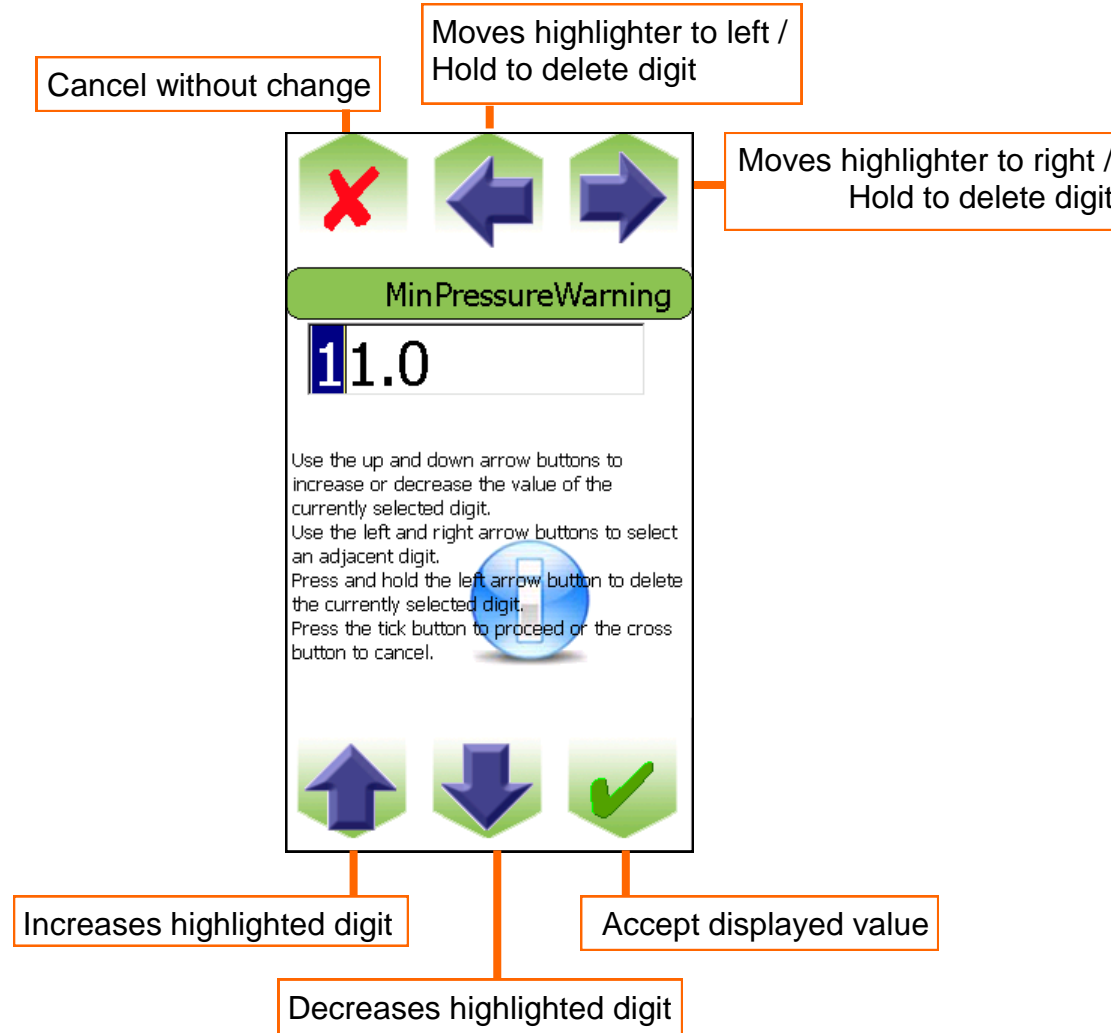 Moves highlighter to left /
Hold to delete digit
Cancel without change
Moves highlighter to right /
Hold to delete digit
MinPressureWarning
11.0
Use the up and down arrow buttons to
increase or decrease the value of the
currently selected digit.
Use the left and right arrow buttons to select
an adjacent digit.
Press and hold the left arrow button to delete
the currently selected digit.
Press the tick button to proceed or the cross
button to cancel.
Increases highlighted digit
Accept displayed value
Decreases highlighted digit